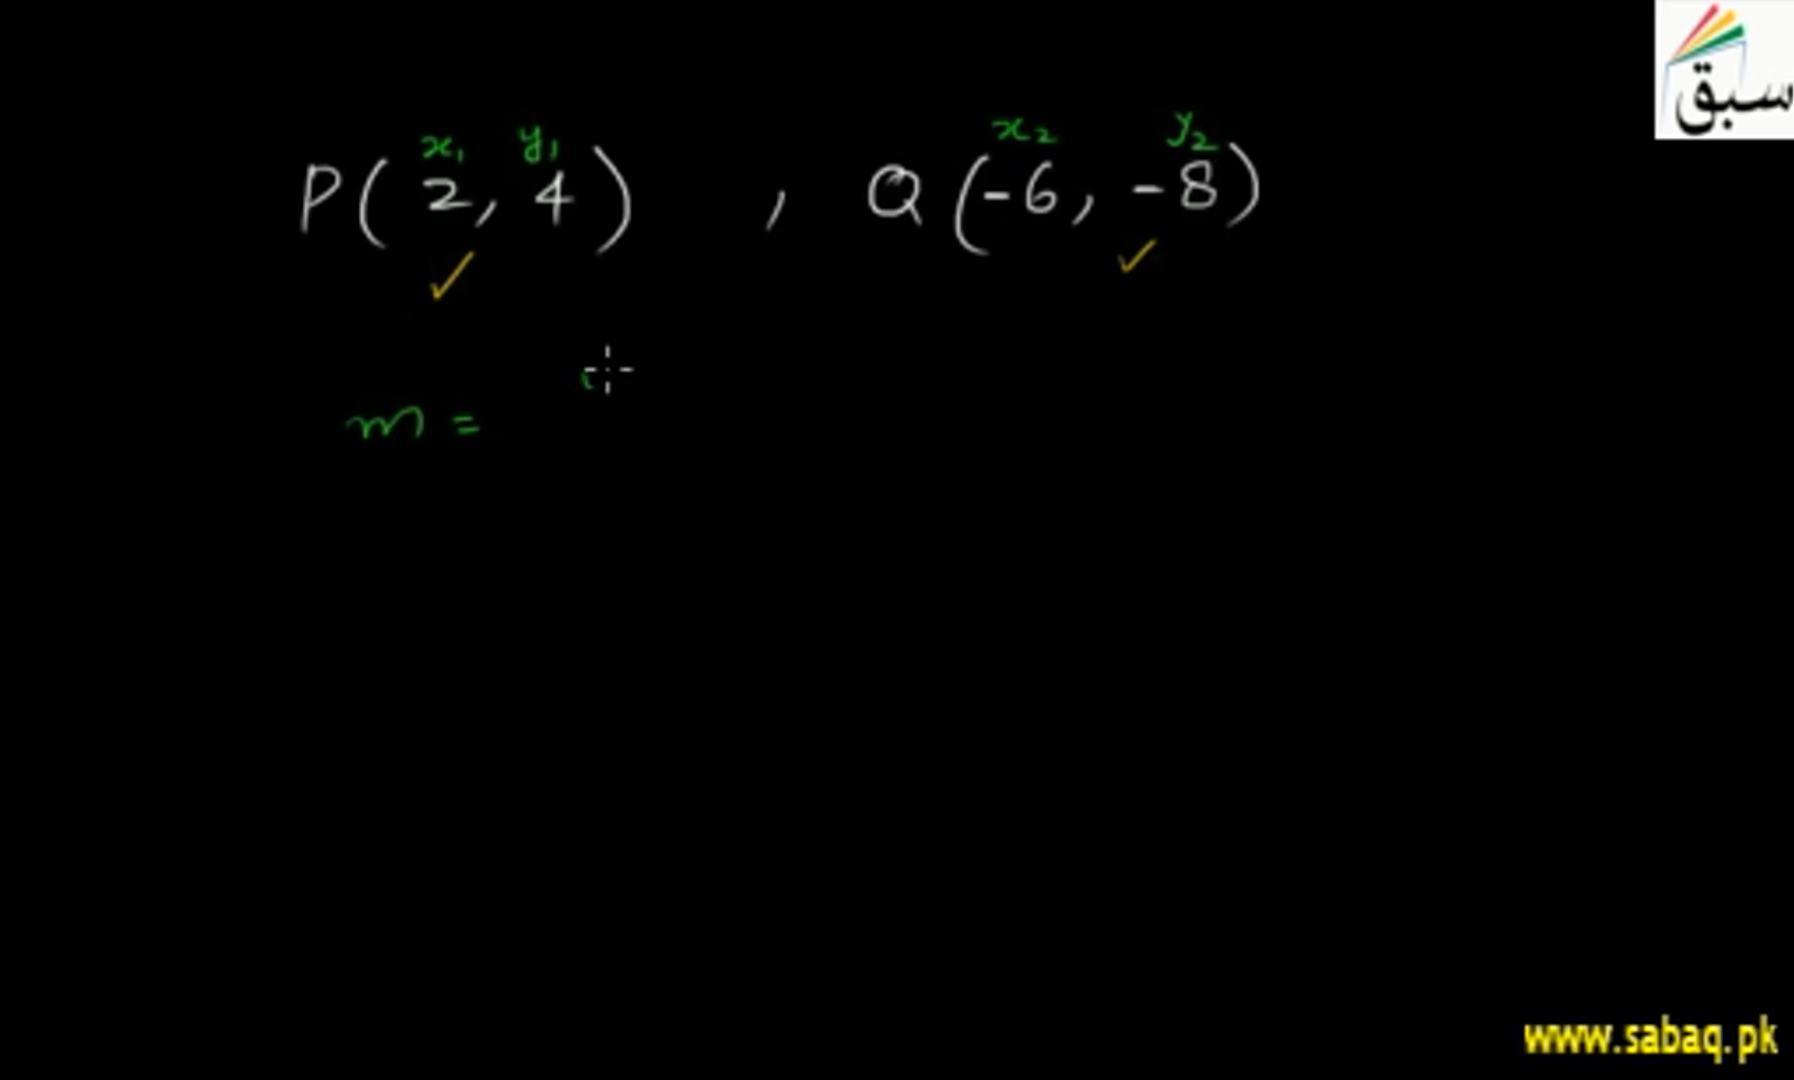 سبق
x₁ y₁ x₂ y₂
P( 2, 4 ) , Q (-6, -8)
✓ ✓
m =
www.sabaq.pk